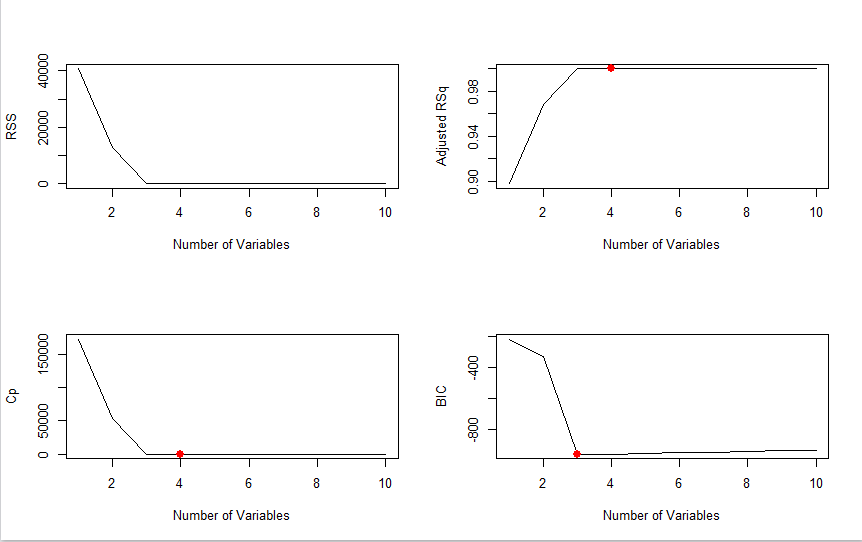 RSS
40000
20000
0
2 4 6 8 10
Number of Variables
Adjusted RSq
0.98
0.94
0.90
2 4 6 8 10
Number of Variables
Cp
150000
50000
0
2 4 6 8 10
Number of Variables
BIC
-400
-800
2 4 6 8 10
Number of Variables